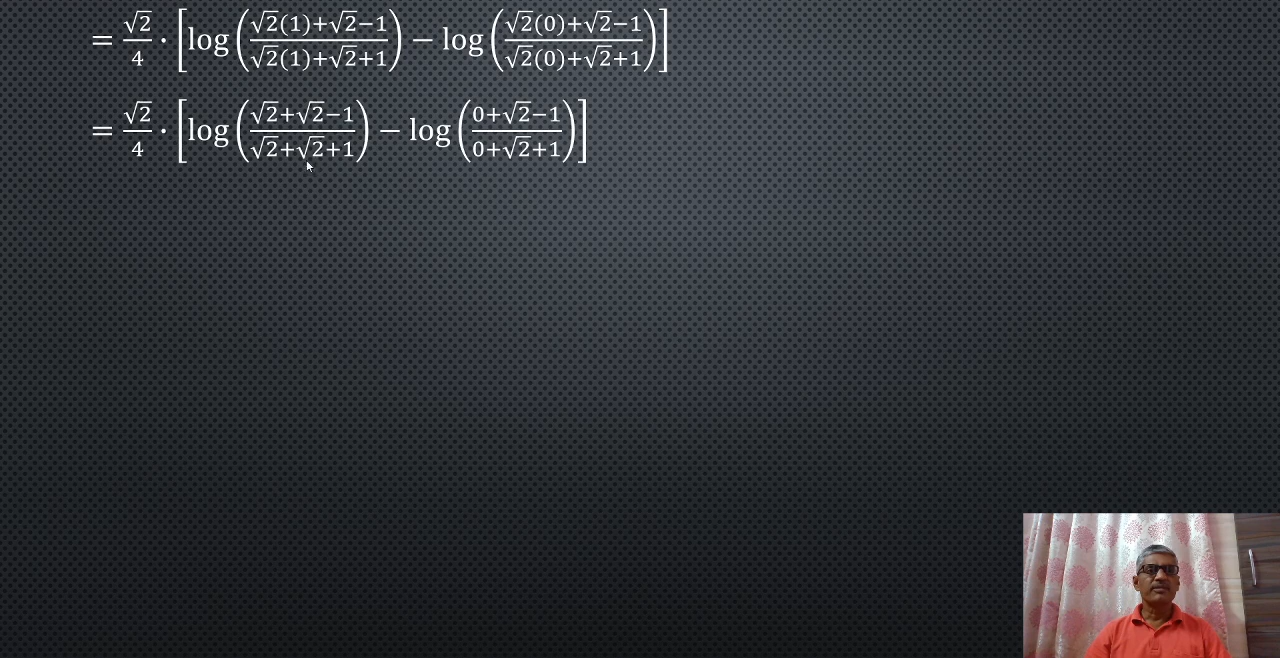 = √2/4 · [log((√2(1)+√2−1)/(√2(1)+√2+1)) − log((√2(0)+√2−1)/(√2(0)+√2+1))]
= √2/4 · [log((√2+√2−1)/(√2+√2+1)) − log((0+√2−1)/(0+√2+1))]